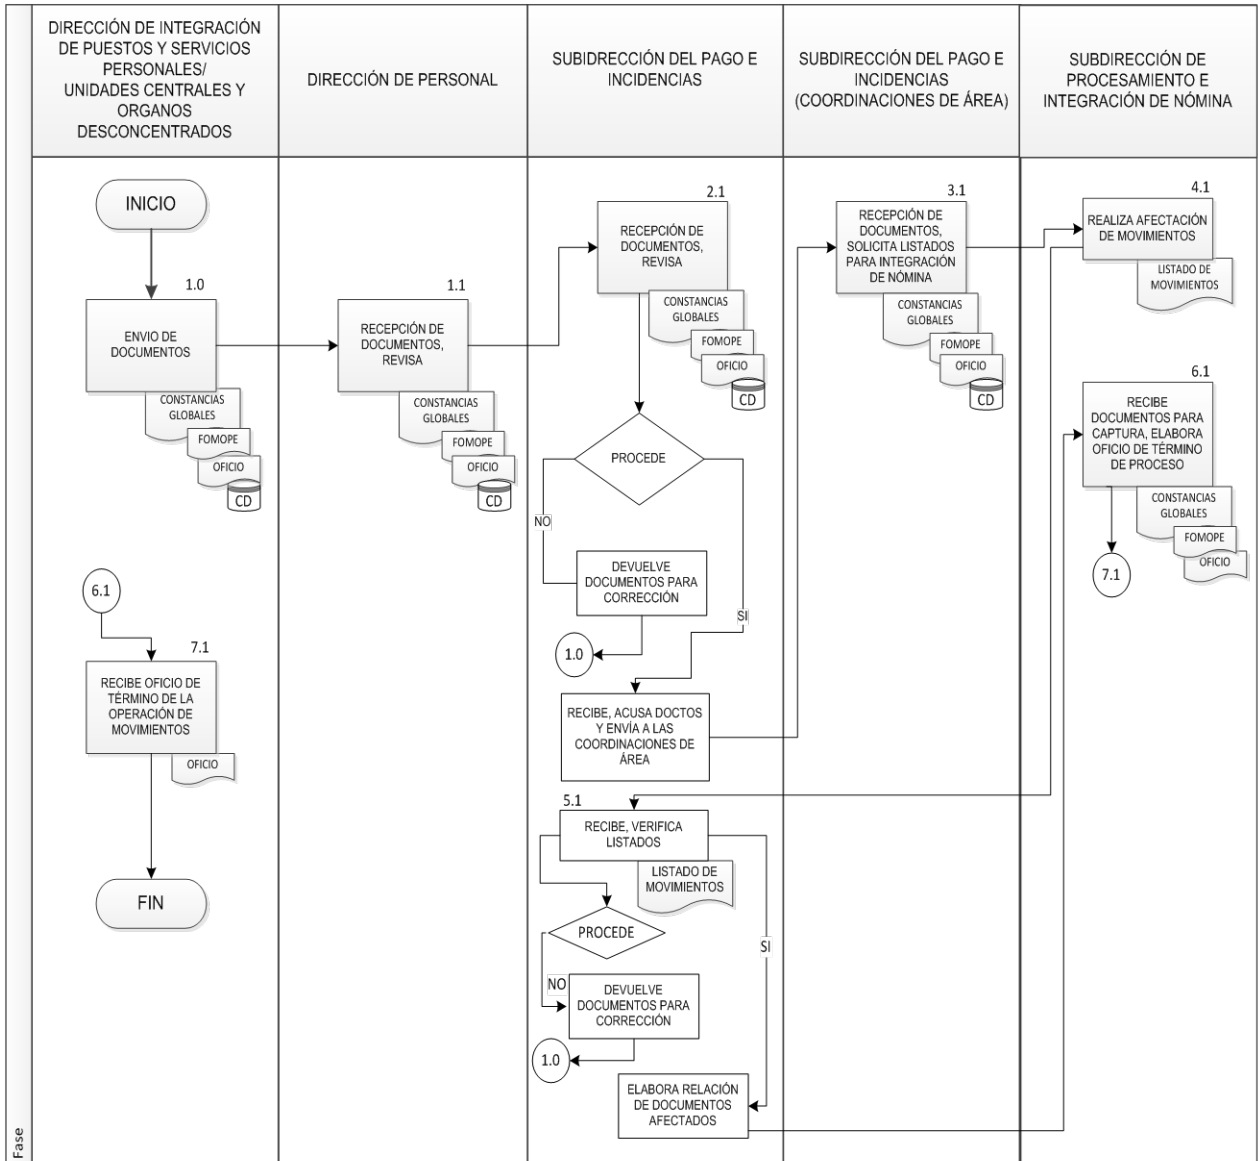 DIRECCIÓN DE INTEGRACIÓN
DE PUESTOS Y SERVICIOS
PERSONALES/
UNIDADES CENTRALES Y
ORGANOS
DESCONCENTRADOS
DIRECCIÓN DE PERSONAL
SUBIDRECCIÓN DEL PAGO E
INCIDENCIAS
SUBDIRECCIÓN DEL PAGO E
INCIDENCIAS
(COORDINACIONES DE ÁREA)
SUBDIRECCIÓN DE
PROCESAMIENTO E
INTEGRACIÓN DE NÓMINA
INICIO
1.0
ENVIO DE
DOCUMENTOS
CONSTANCIAS
GLOBALES
FOMOPE
OFICIO
CD
6.1
7.1
RECIBE OFICIO DE
TÉRMINO DE LA
OPERACIÓN DE
MOVIMIENTOS
OFICIO
FIN
1.1
RECEPCIÓN DE
DOCUMENTOS,
REVISA
CONSTANCIAS
GLOBALES
FOMOPE
OFICIO
CD
2.1
RECEPCIÓN DE
DOCUMENTOS,
REVISA
CONSTANCIAS
GLOBALES
FOMOPE
OFICIO
CD
PROCEDE
NO
DEVUELVE
DOCUMENTOS PARA
CORRECCIÓN
SI
1.0
RECIBE, ACUSA DOCTOS
Y ENVÍA A LAS
COORDINACIONES DE
ÁREA
5.1
RECIBE, VERIFICA
LISTADOS
LISTADO DE
MOVIMIENTOS
PROCEDE
SI
NO
DEVUELVE
DOCUMENTOS PARA
CORRECCIÓN
1.0
ELABORA RELACIÓN
DE DOCUMENTOS
AFECTADOS
3.1
RECEPCIÓN DE
DOCUMENTOS,
SOLICITA LISTADOS
PARA INTEGRACIÓN
DE NÓMINA
CONSTANCIAS
GLOBALES
FOMOPE
OFICIO
CD
4.1
REALIZA AFECTACIÓN
DE MOVIMIENTOS
LISTADO DE
MOVIMIENTOS
6.1
RECIBE
DOCUMENTOS PARA
CAPTURA, ELABORA
OFICIO DE TÉRMINO
DE PROCESO
CONSTANCIAS
GLOBALES
FOMOPE
OFICIO
7.1
Fase